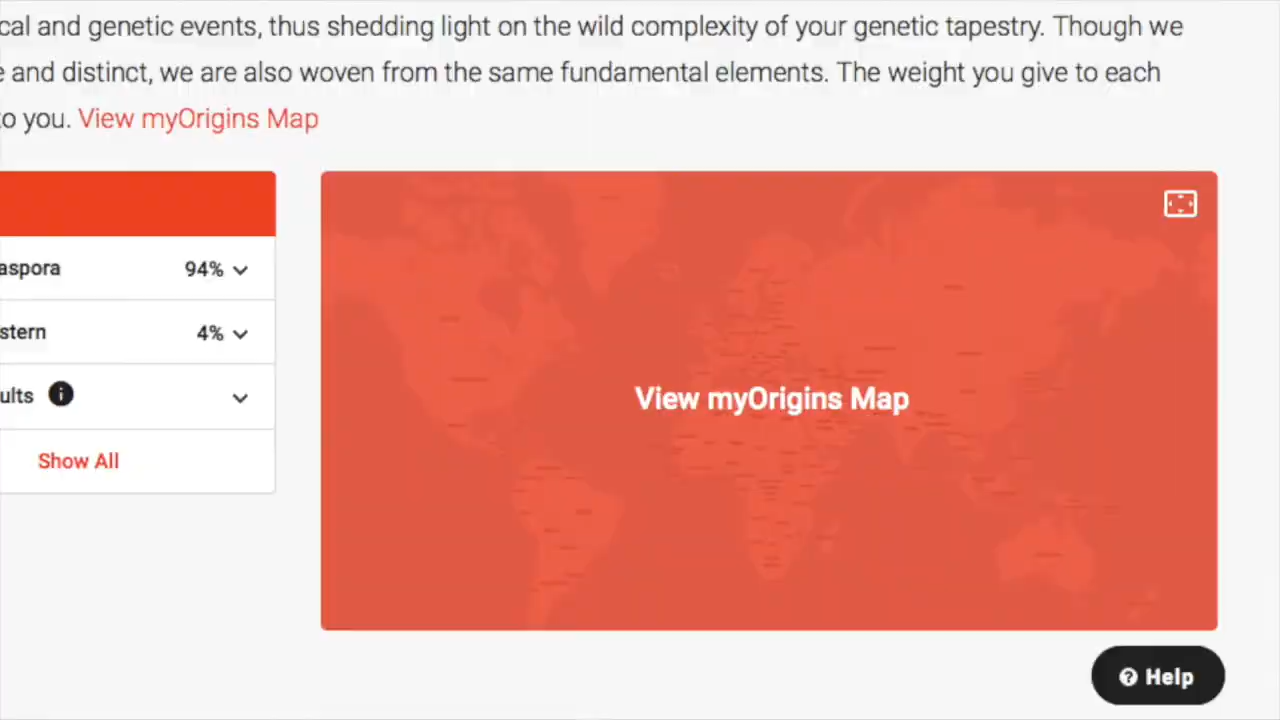 cal and genetic events, thus shedding light on the wild complexity of your genetic tapestry. Though we
e and distinct, we are also woven from the same fundamental elements. The weight you give to each
to you. View myOrigins Map
aspora 94%
stern 4%
ults i
Show All
View myOrigins Map
? Help